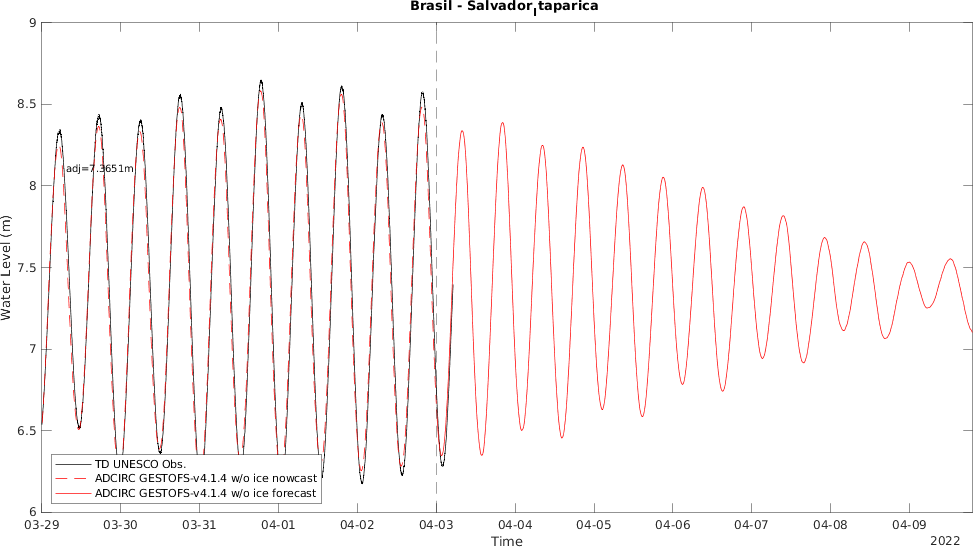 Brasil - Salvador_Itaparica
9
8.5
8
7.5
7
6.5
6
Water Level (m)
adj=7.3651m
TD UNESCO Obs.
ADCIRC GESTOFS-v4.1.4 w/o ice nowcast
ADCIRC GESTOFS-v4.1.4 w/o ice forecast
03-29 03-30 03-31 04-01 04-02 04-03 04-04 04-05 04-06 04-07 04-08 04-09
Time
2022